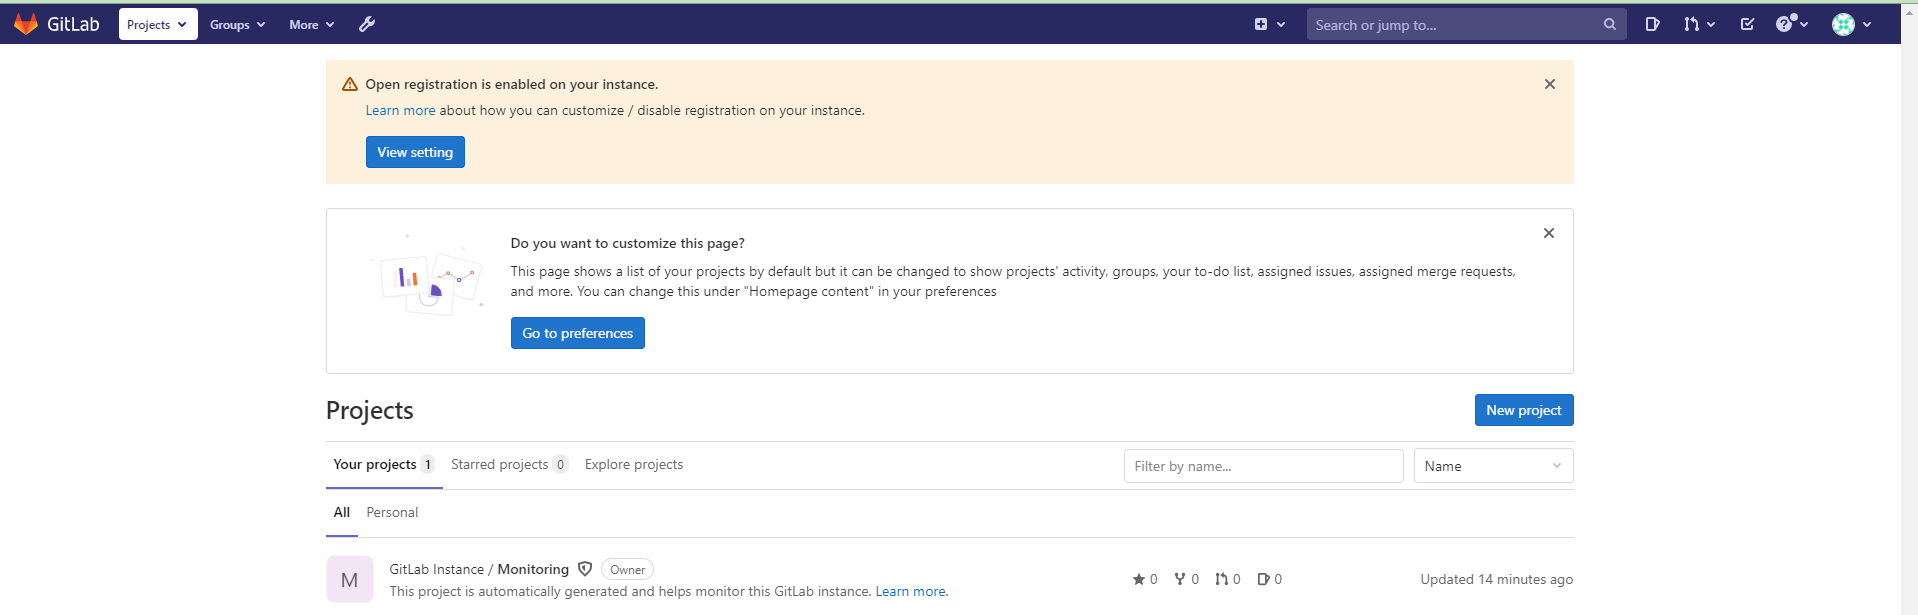 GitLab Projects Groups More Search or jump to...
Open registration is enabled on your instance.
Learn more about how you can customize / disable registration on your instance.
View setting
Do you want to customize this page?
This page shows a list of your projects by default but it can be changed to show projects' activity, groups, your to-do list, assigned issues, assigned merge requests,
and more. You can change this under "Homepage content" in your preferences
Go to preferences
Projects New project
Your projects 1 Starred projects 0 Explore projects Filter by name... Name
All Personal
M GitLab Instance / Monitoring Owner 0 0 0 0 Updated 14 minutes ago
This project is automatically generated and helps monitor this GitLab instance. Learn more.